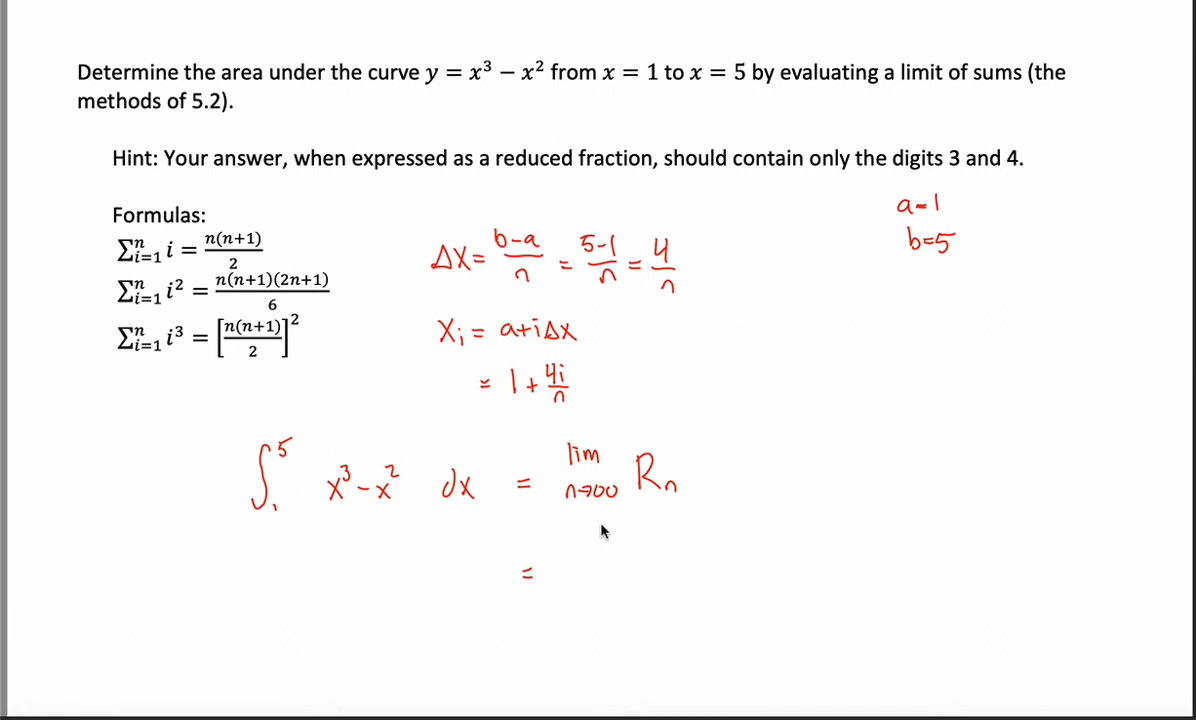 Determine the area under the curve y = x³ − x² from x = 1 to x = 5 by evaluating a limit of sums (the
methods of 5.2).
Hint: Your answer, when expressed as a reduced fraction, should contain only the digits 3 and 4.
Formulas:
∑ⁿᵢ₌₁ i = n(n+1)/2
∑ⁿᵢ₌₁ i² = n(n+1)(2n+1)/6
∑ⁿᵢ₌₁ i³ = [n(n+1)/2]²
a=1
b=5
Δx = b-a/n = 5-1/n = 4/n
xᵢ = a+iΔx
= 1 + 4i/n
∫₁⁵ x³-x² dx = lim n→∞ Rₙ
=